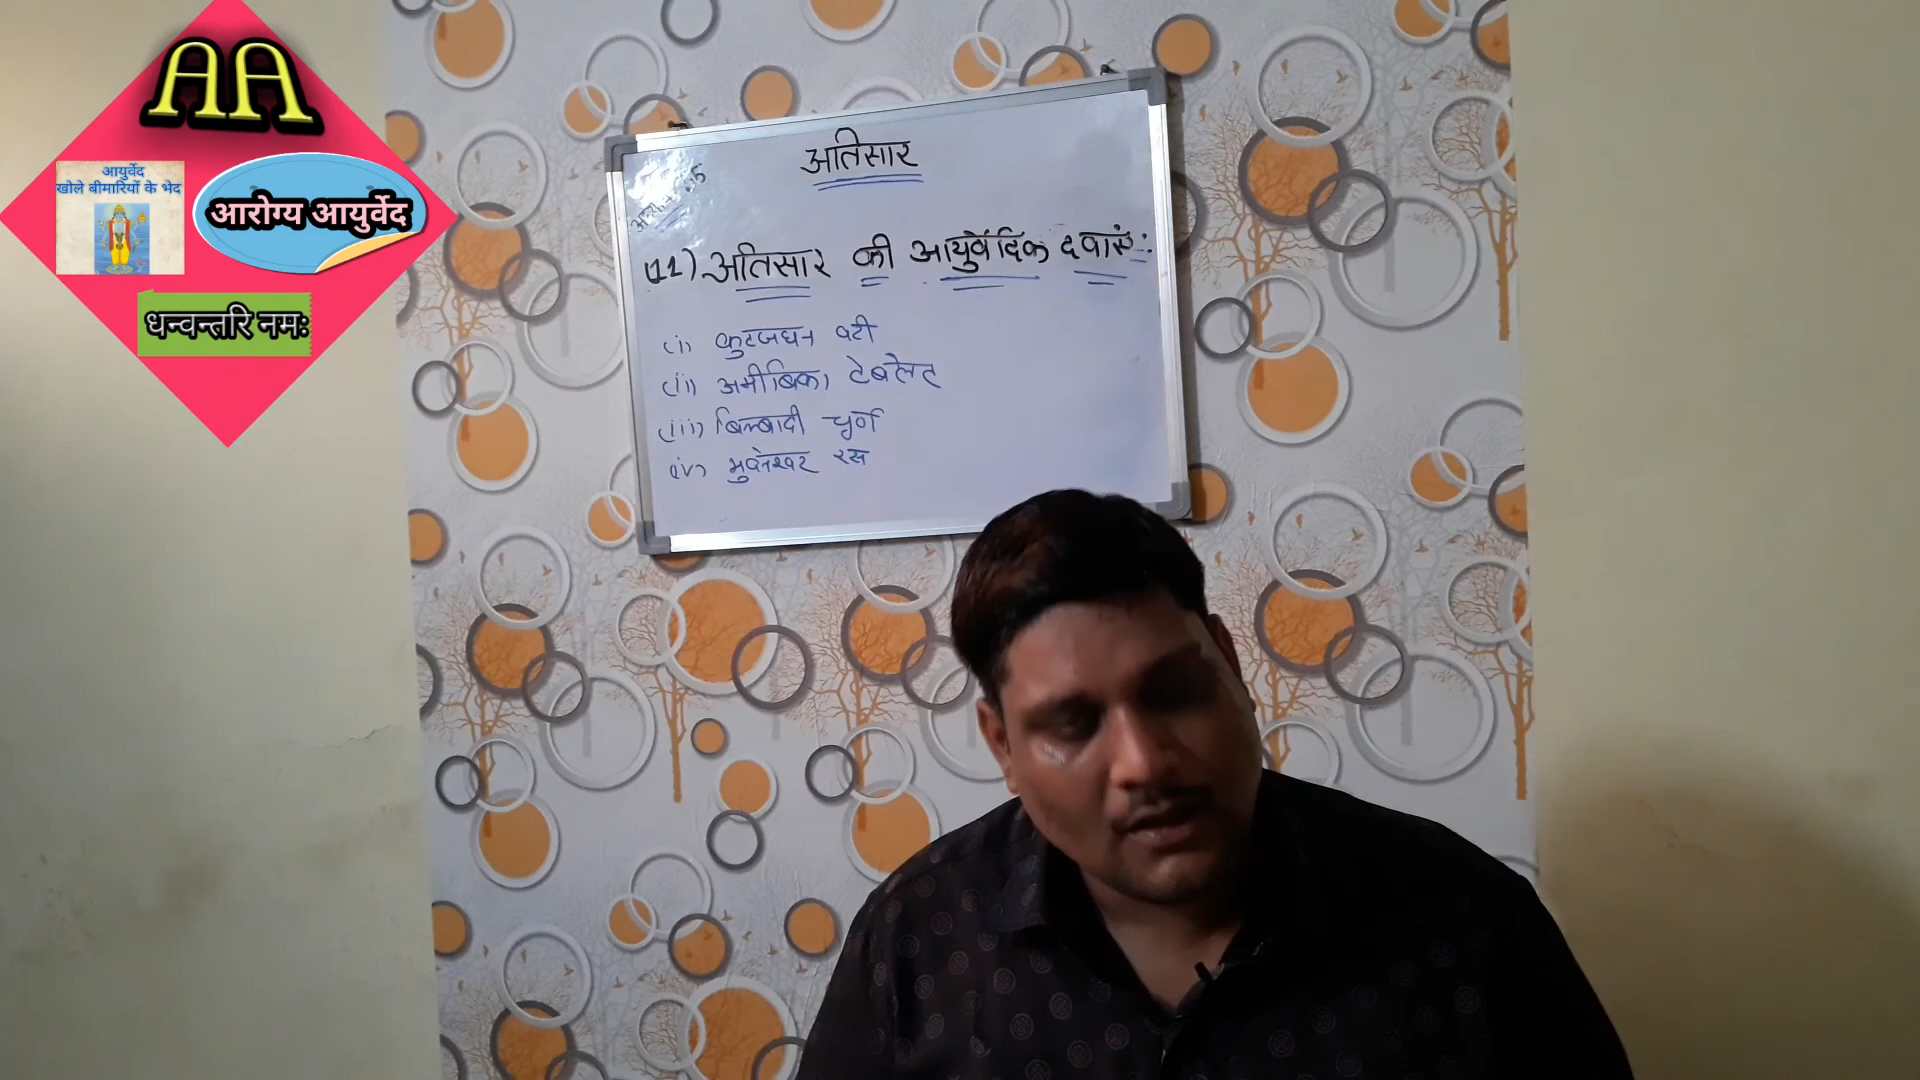 AA
आयुर्वेद
खोले बीमारियों के भेद
आरोग्य आयुर्वेद
धन्वन्तरि नमः
अतिसार
(11) अतिसार की आयुर्वेदिक दवाएं :
(i) कुटजघन वटी
(ii) अमीबिका टेबलेट
(iii) बिल्बादी चूर्ण
(iv) भुवनेश्वर रस